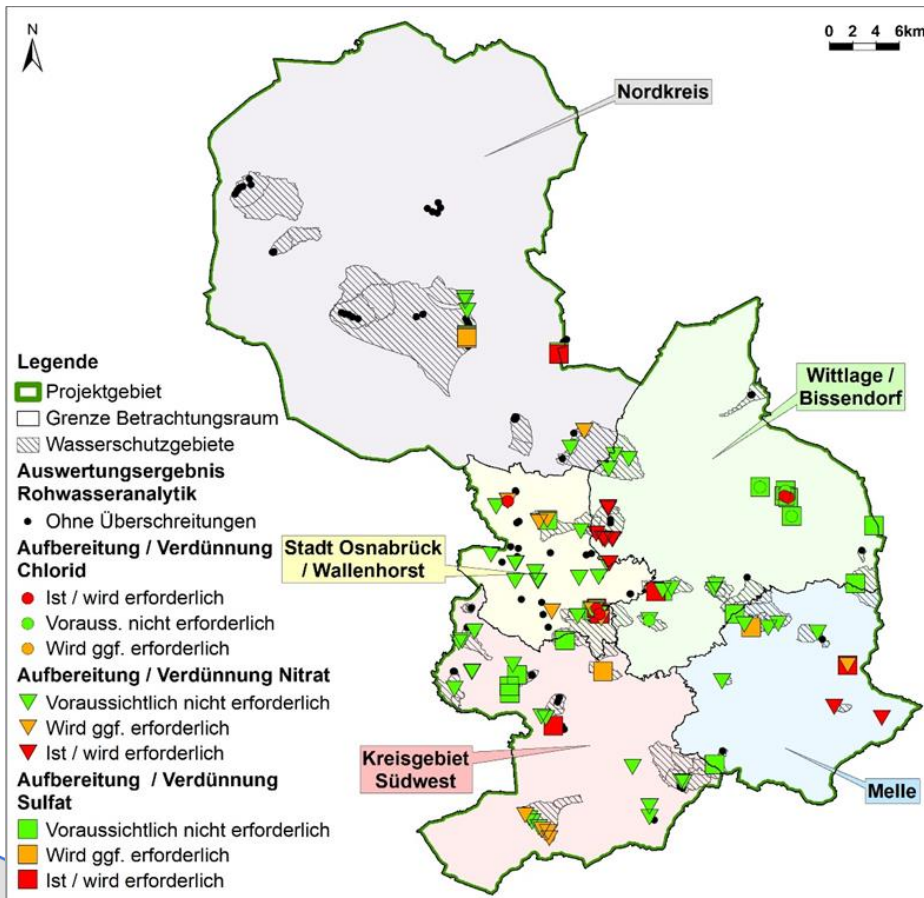 N
0 2 4 6km
Nordkreis
Legende
Projektgebiet
Grenze Betrachtungsraum
Wasserschutzgebiete
Auswertungsergebnis
Rohwasseranalytik
Ohne Überschreitungen
Aufbereitung / Verdünnung
Chlorid
Ist / wird erforderlich
Vorauss. nicht erforderlich
Wird ggf. erforderlich
Aufbereitung / Verdünnung Nitrat
Voraussichtlich nicht erforderlich
Wird ggf. erforderlich
Ist / wird erforderlich
Aufbereitung / Verdünnung
Sulfat
Voraussichtlich nicht erforderlich
Wird ggf. erforderlich
Ist / wird erforderlich
Wittlage /
Bissendorf
Stadt Osnabrück
/ Wallenhorst
Kreisgebiet
Südwest
Melle